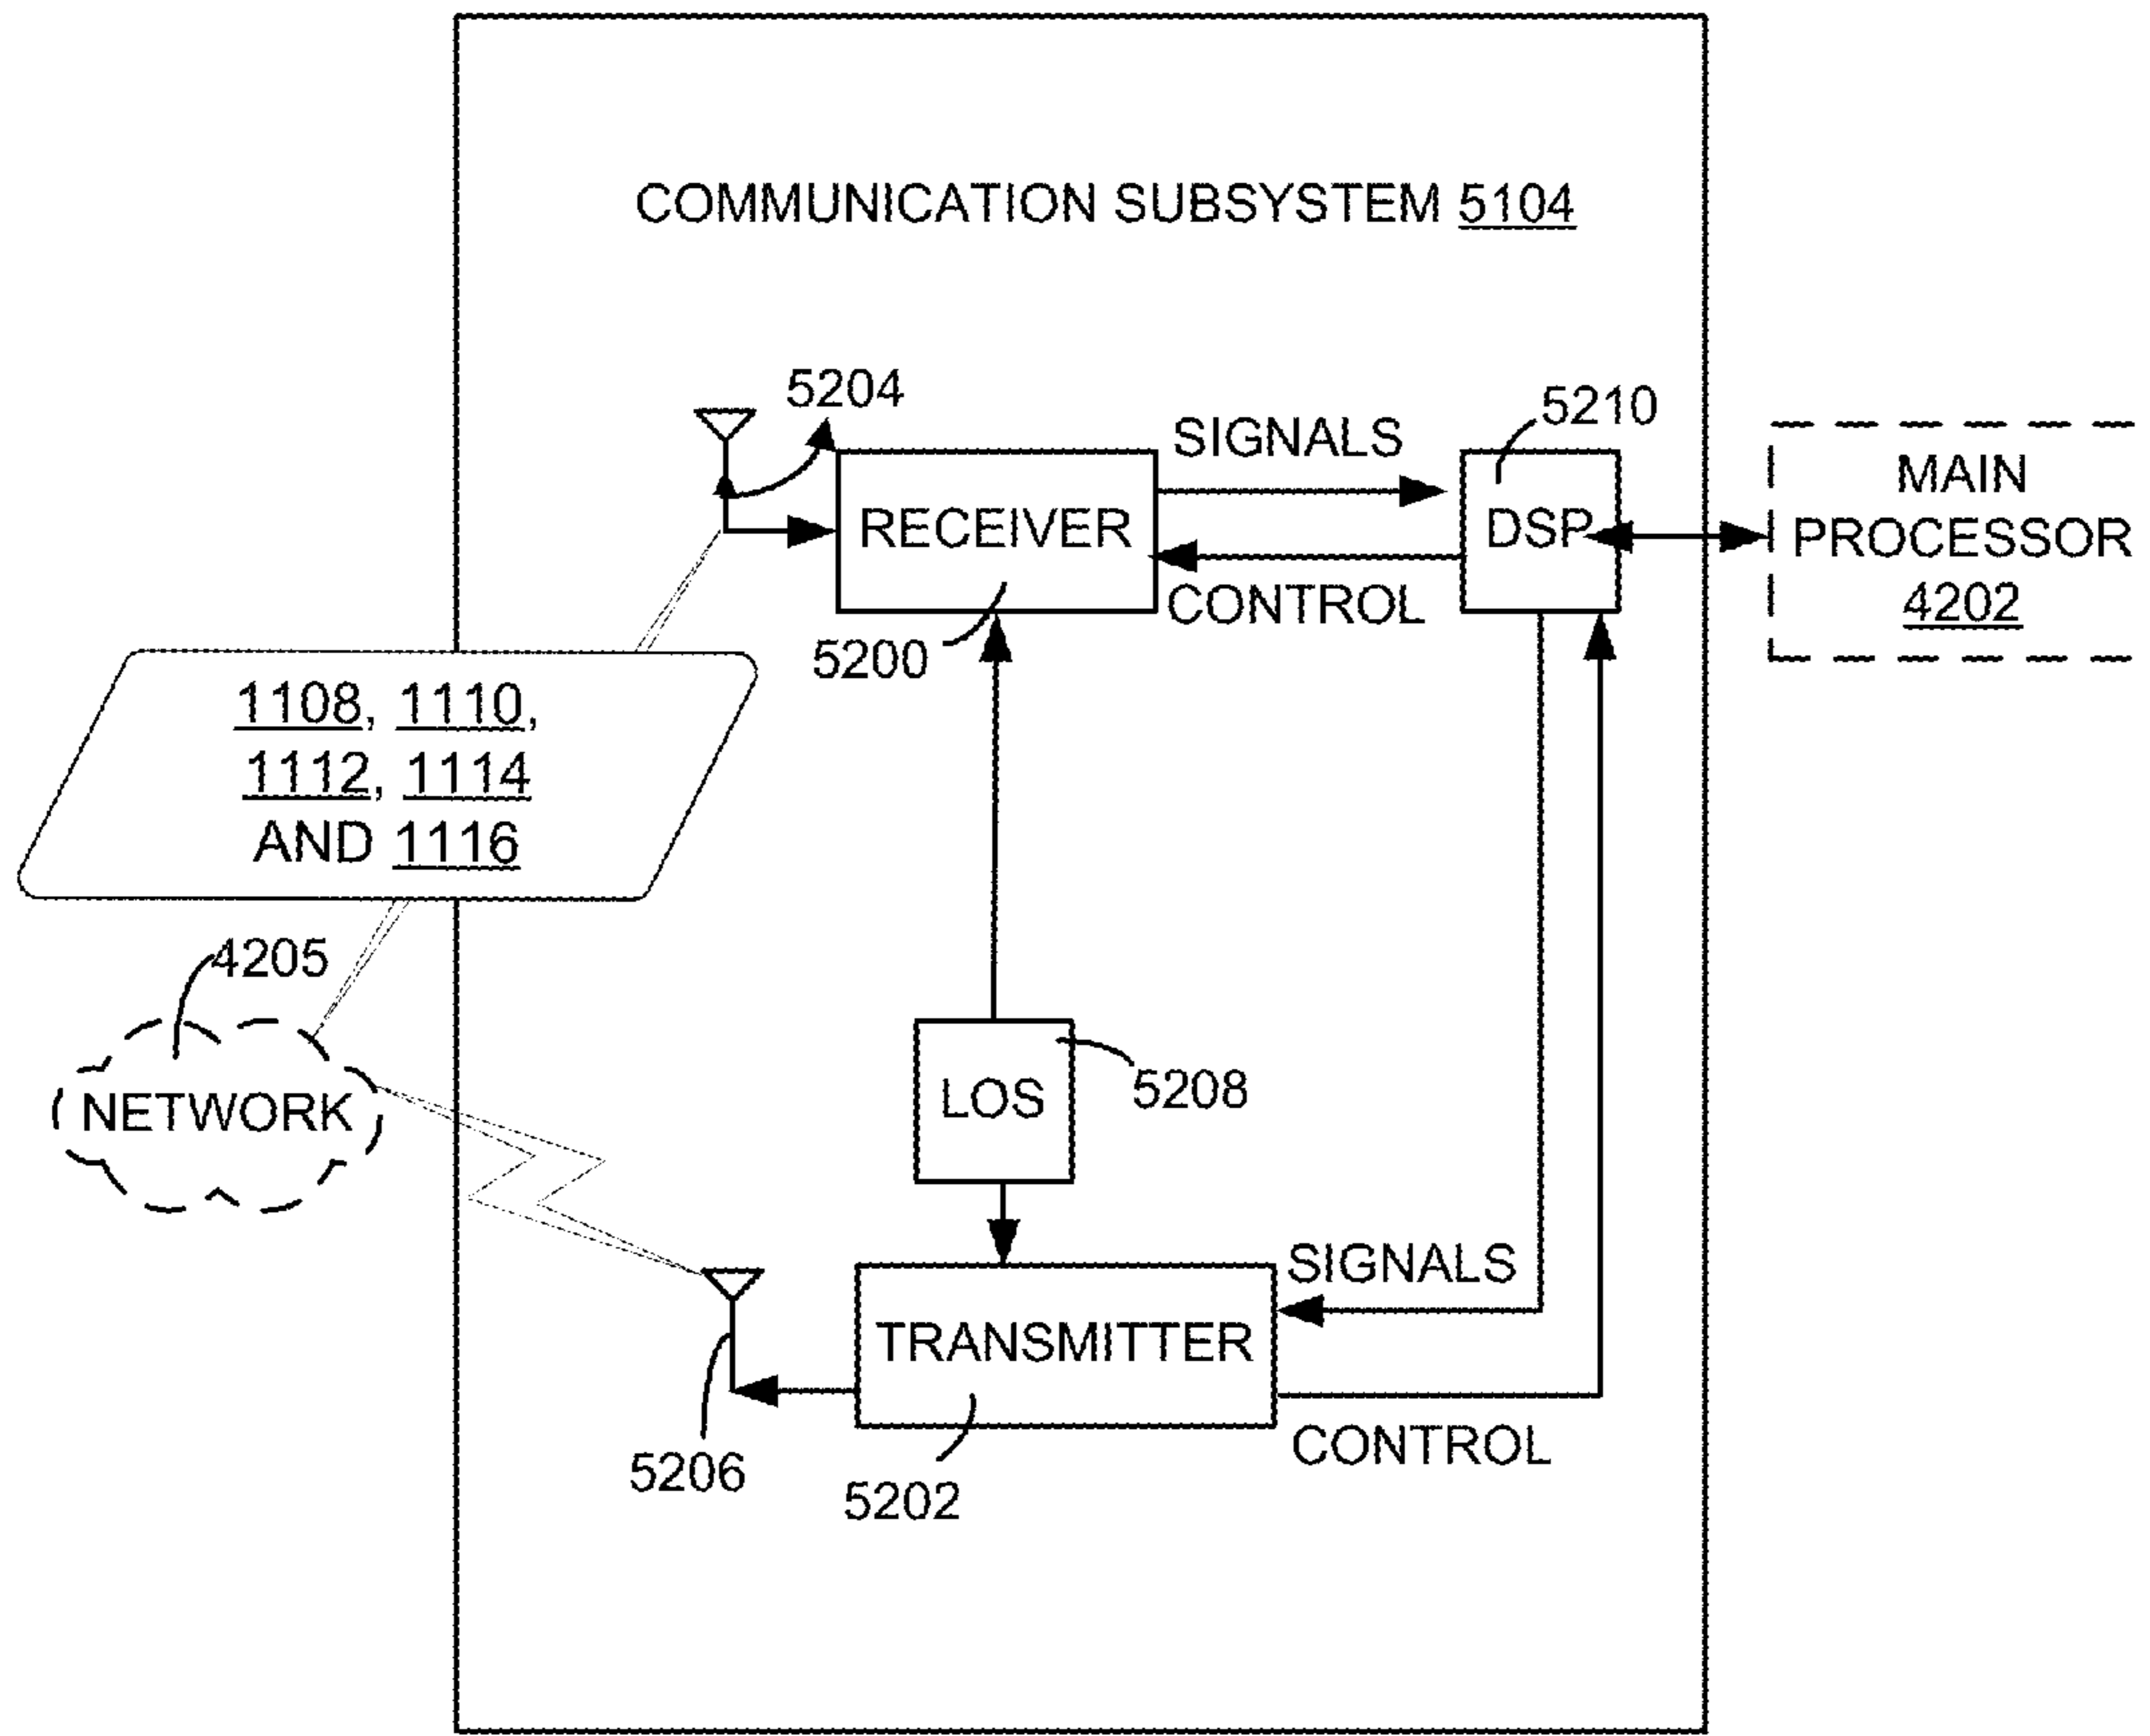 COMMUNICATION SUBSYSTEM 5104
5204
SIGNALS
5210
RECEIVER
DSP
MAIN
PROCESSOR
4202
CONTROL
5200
1108, 1110,
1112, 1114
AND 1116
4205
NETWORK
LOS
5208
SIGNALS
TRANSMITTER
CONTROL
5206
5202